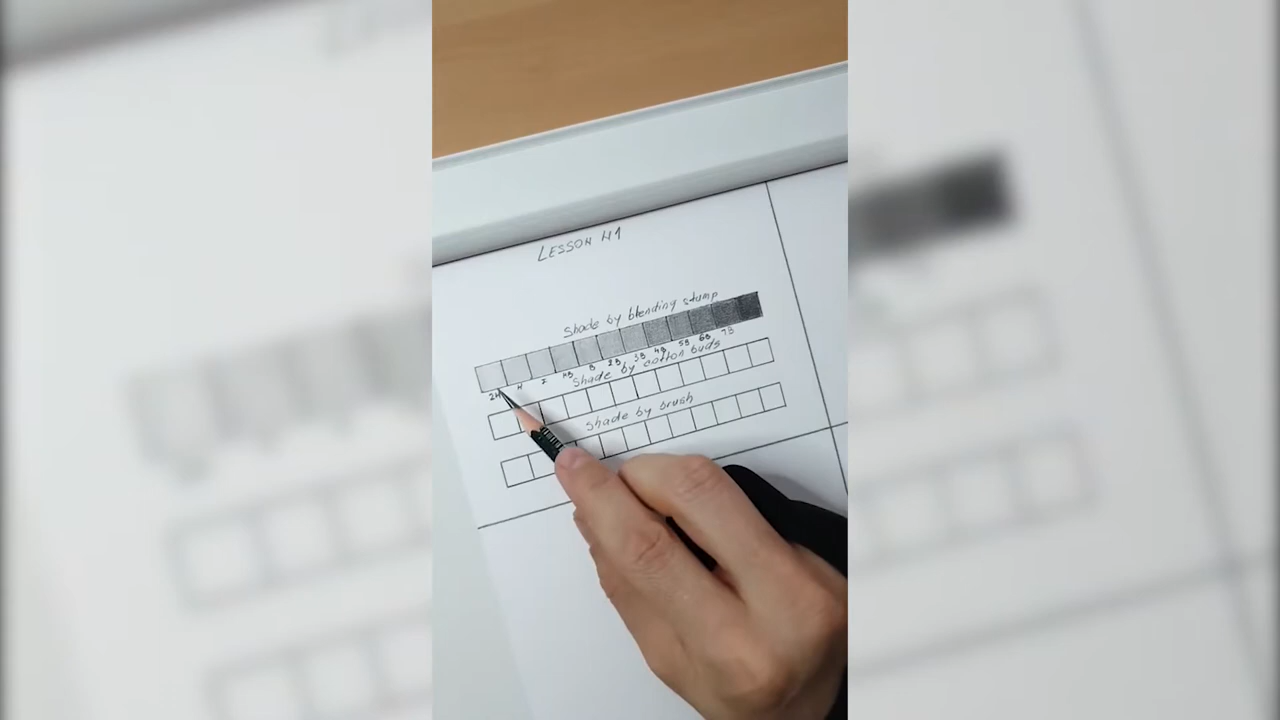 LESSON №1
Shade by blending stamp
2H H F HB B 2B 3B 4B 5B 6B 7B
Shade by cotton buds
Shade by brush